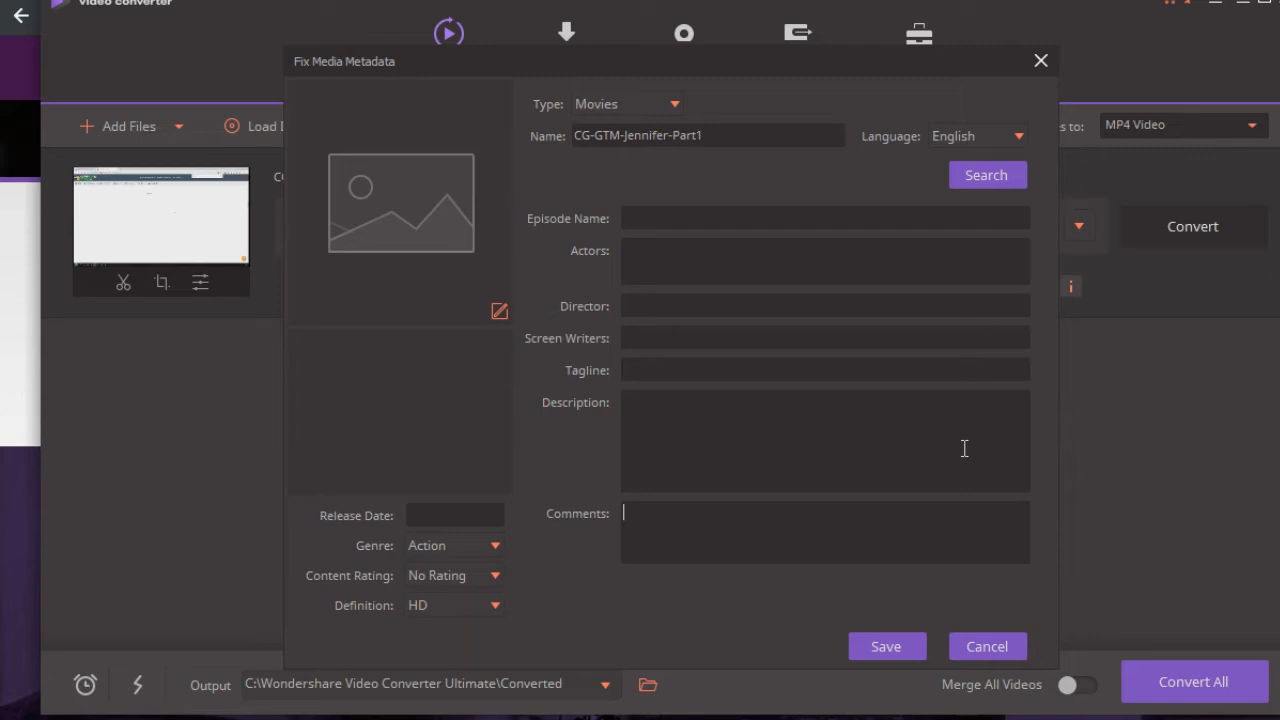 video converter
Fix Media Metadata
Type: Movies
Name: CG-GTM-Jennifer-Part1 Language: English
Add Files
Load D
s to: MP4 Video
Search
Episode Name:
Actors:
Convert
i
Director:
Screen Writers:
Tagline:
Description:
Release Date:
Comments:
Genre: Action
Content Rating: No Rating
Definition: HD
Save Cancel
Output C:\Wondershare Video Converter Ultimate\Converted
Merge All Videos
Convert All